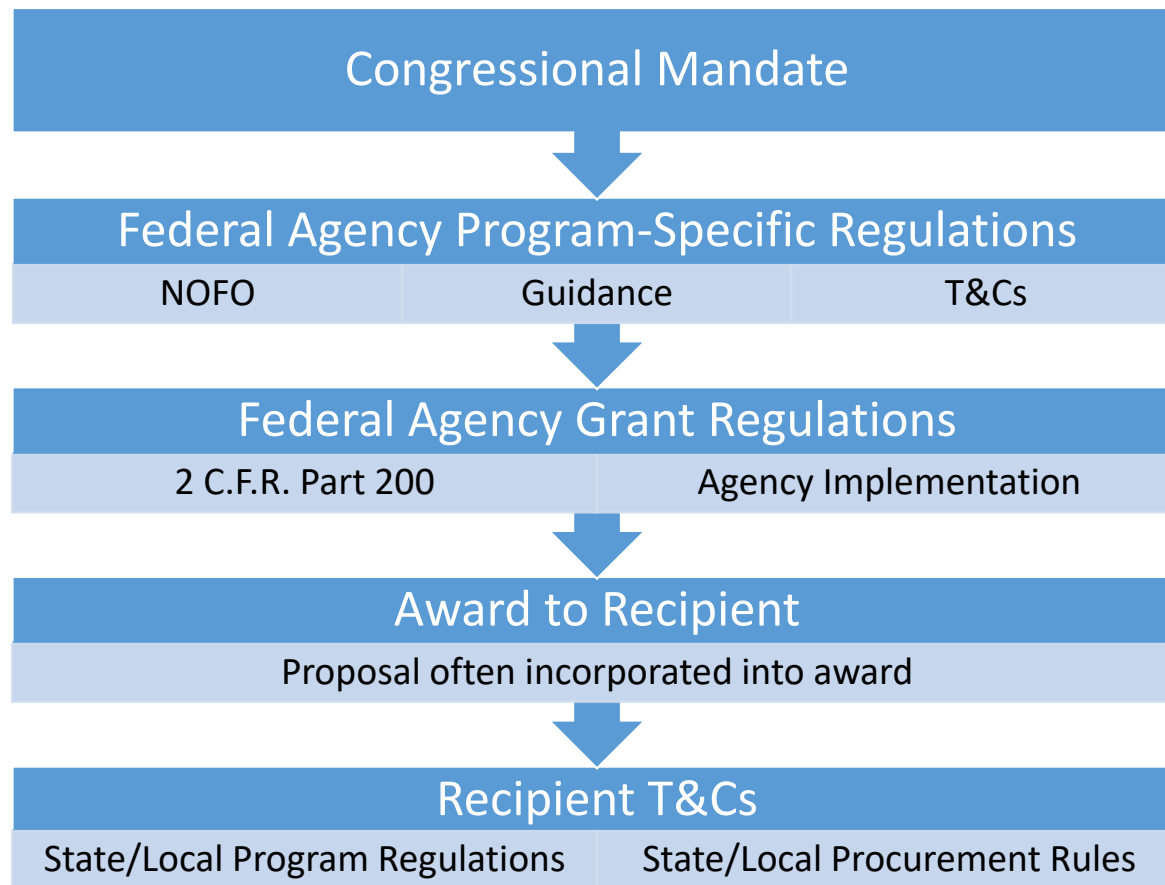 Congressional Mandate
Federal Agency Program-Specific Regulations
NOFO
Guidance
T&Cs
Federal Agency Grant Regulations
2 C.F.R. Part 200
Agency Implementation
Award to Recipient
Proposal often incorporated into award
Recipient T&Cs
State/Local Program Regulations
State/Local Procurement Rules